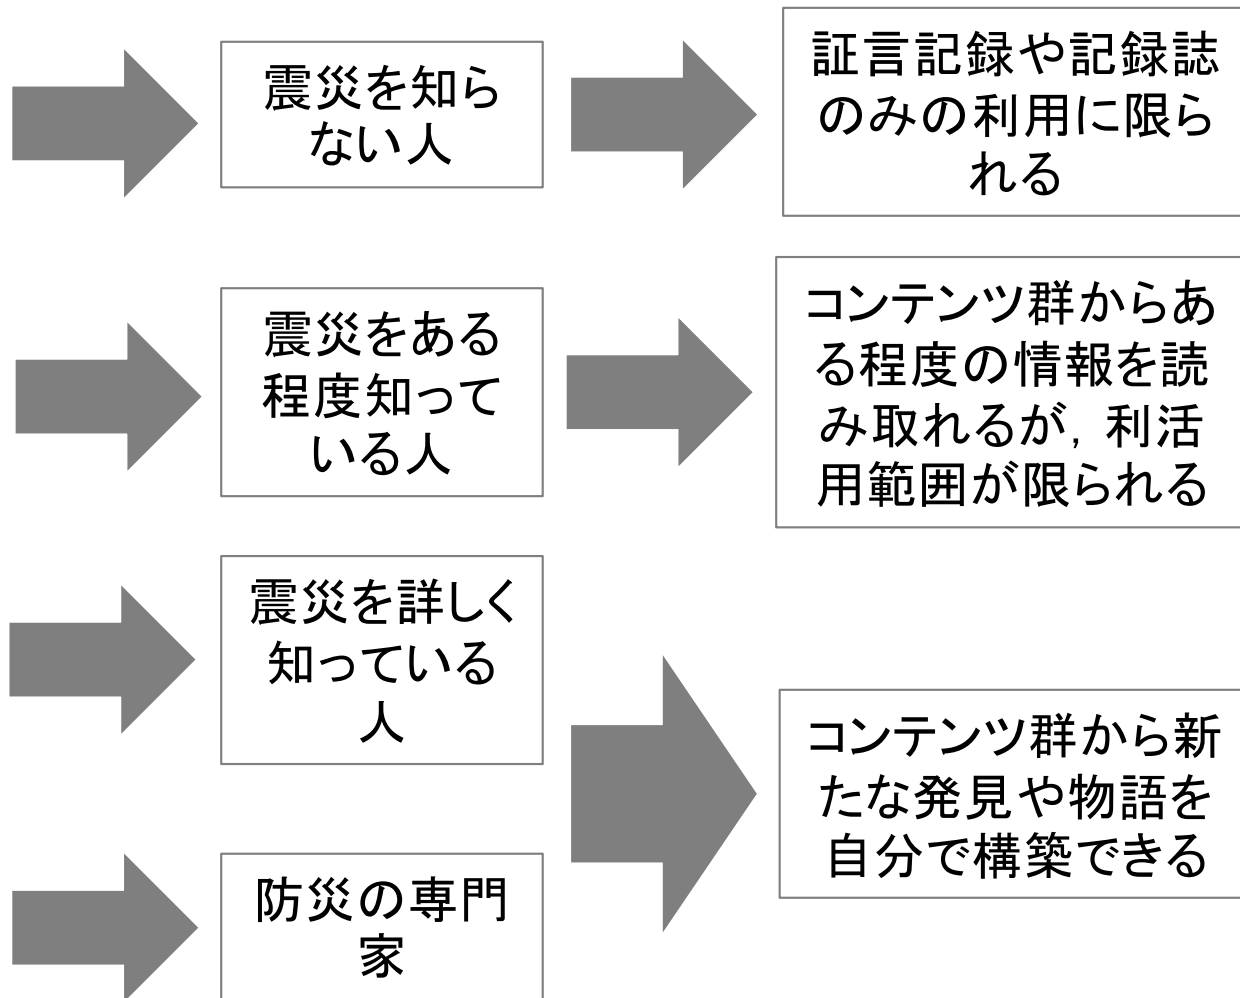 震災を知ら
ない人
証言記録や記録誌
のみの利用に限ら
れる
震災をある
程度知って
いる人
コンテンツ群からあ
る程度の情報を読
み取れるが，利活
用範囲が限られる
震災を詳しく
知っている
人
防災の専門
家
コンテンツ群から新
たな発見や物語を
自分で構築できる